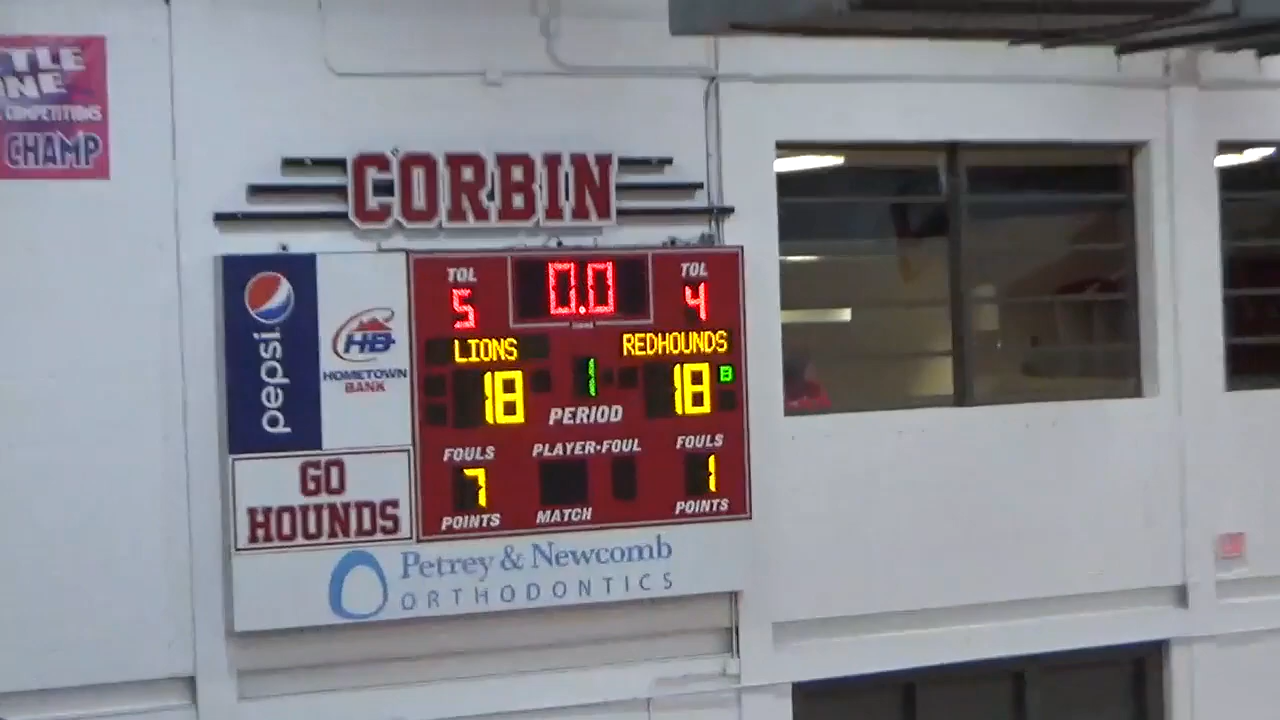 TLE
NE
COMPETITIONS
CHAMP
CORBIN
TOL 0.0 TOL
5 4
LIONS REDHOUNDS
18 1 18 B
PERIOD
FOULS PLAYER•FOUL FOULS
7 1
POINTS MATCH POINTS
pepsi
HB
HOMETOWN
BANK
GO
HOUNDS
Petrey & Newcomb
ORTHODONTICS